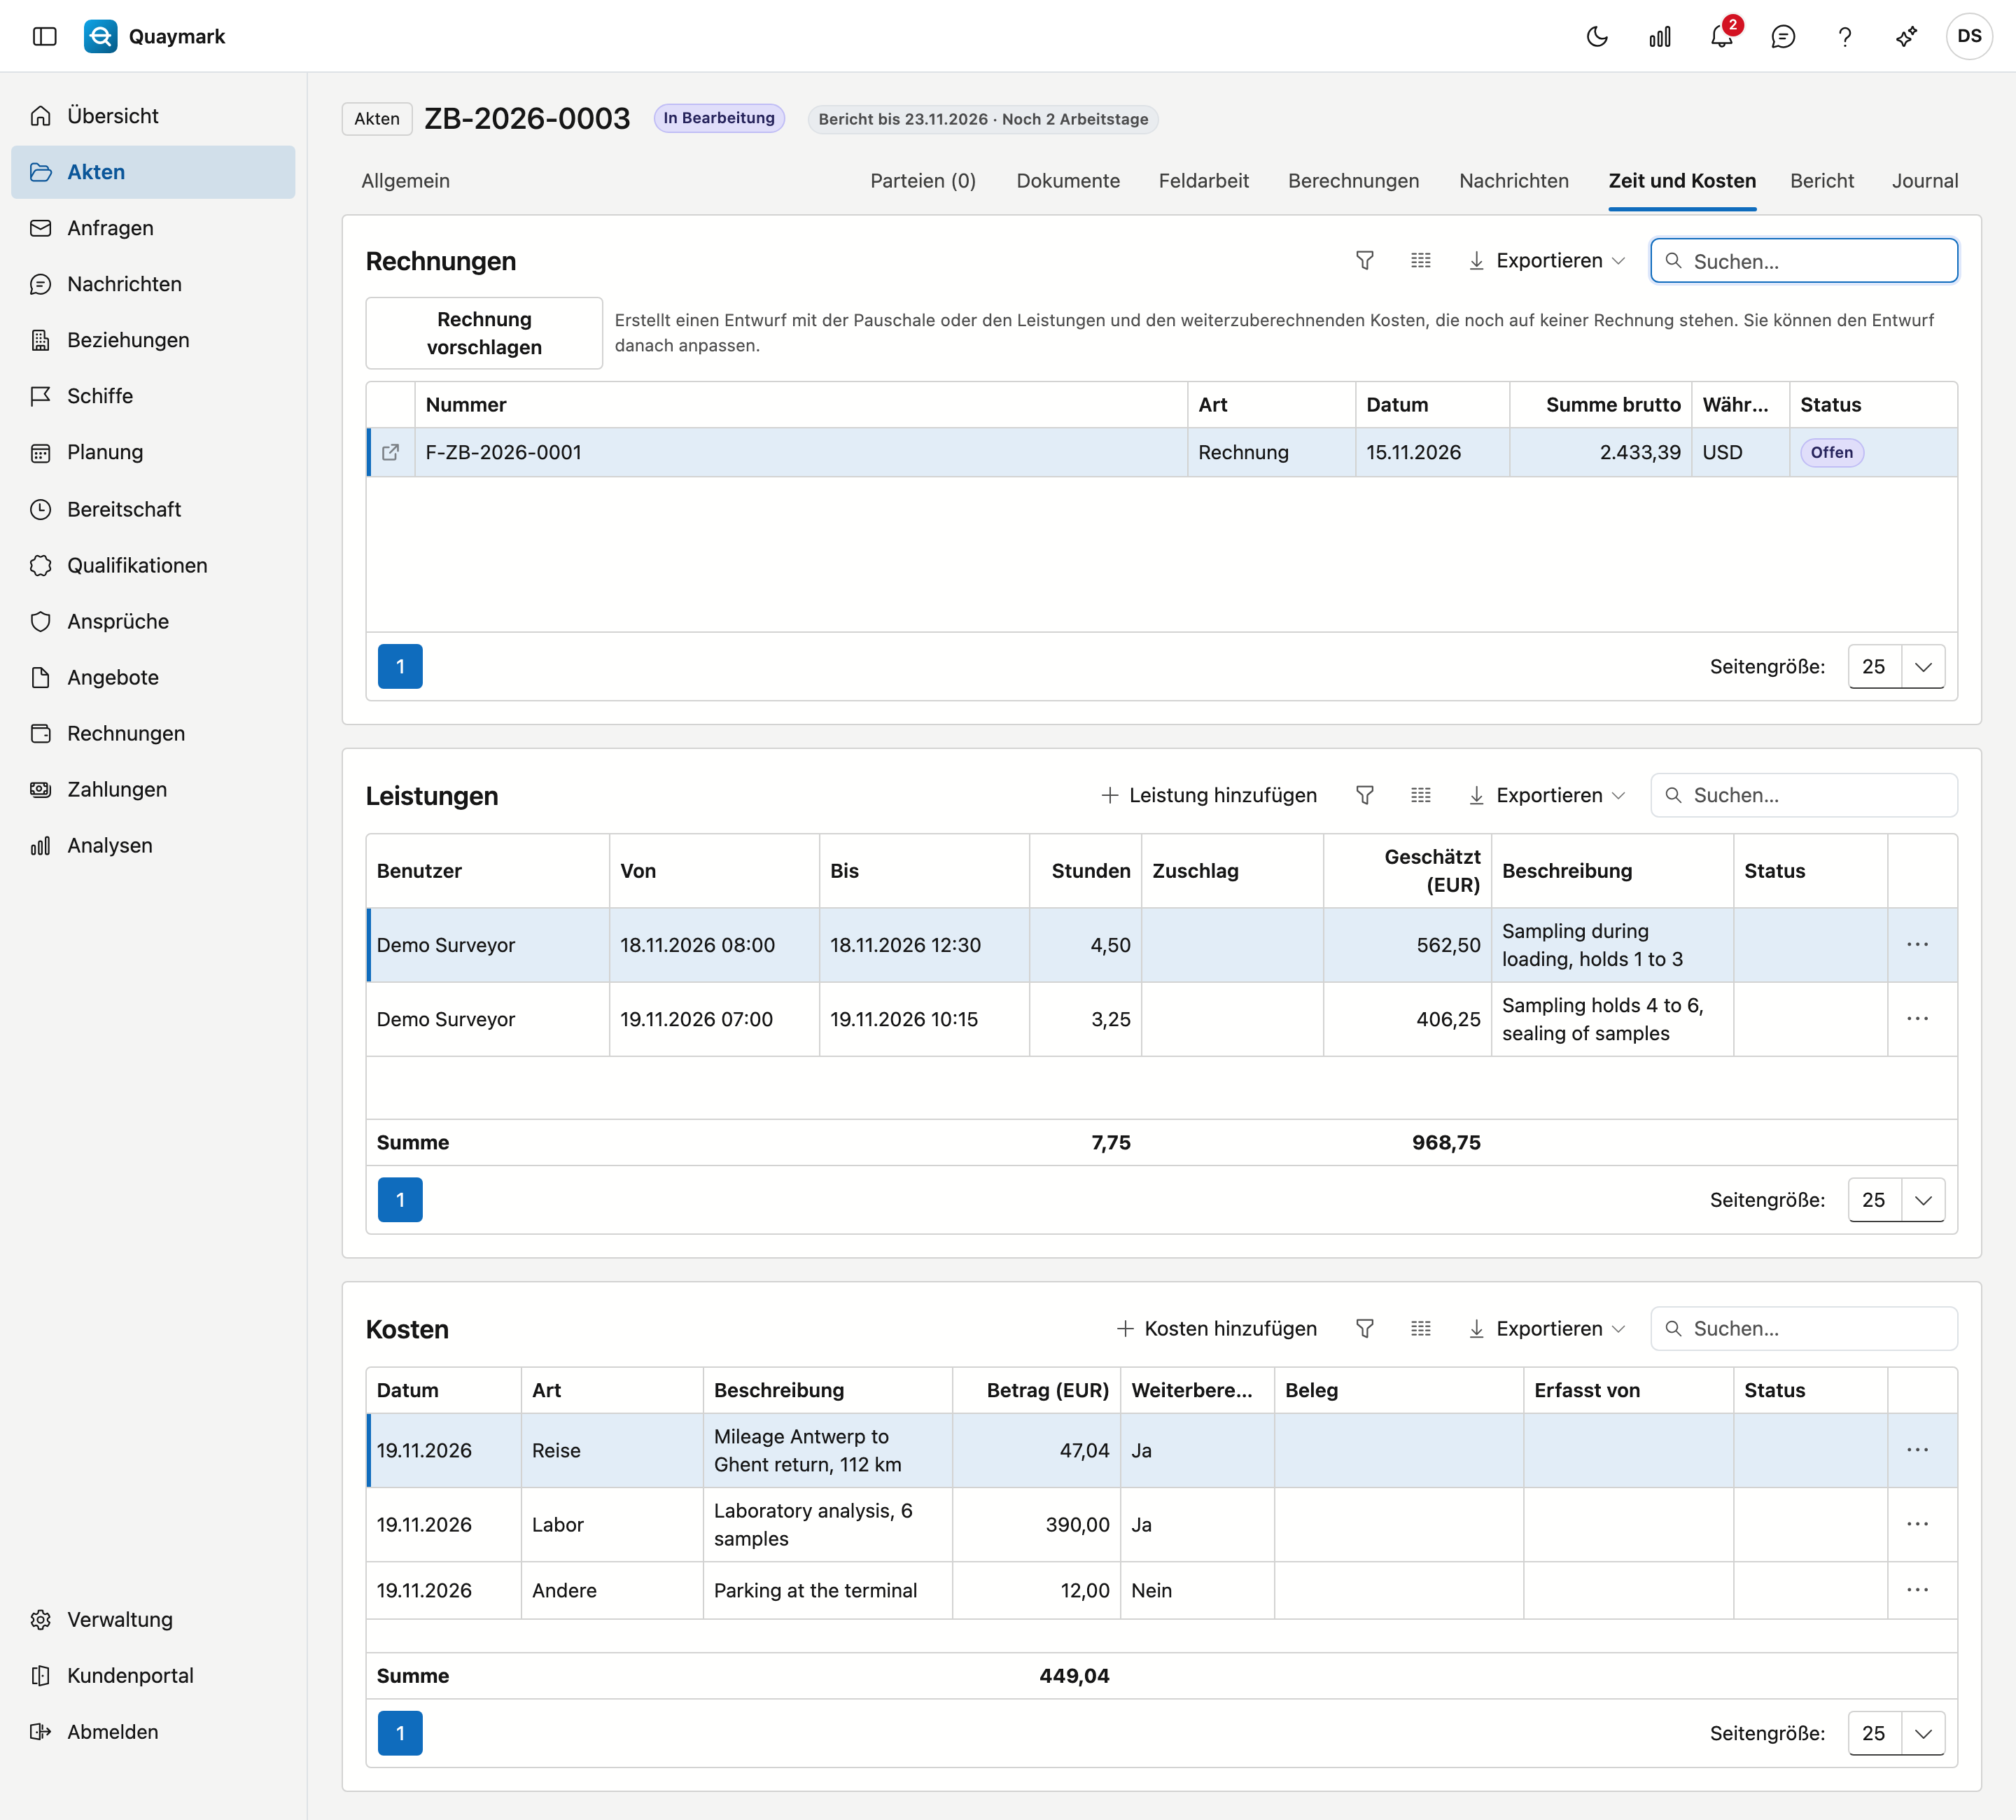 Quaymark
2
DS
Übersicht
Akten
Anfragen
Nachrichten
Beziehungen
Schiffe
Planung
Bereitschaft
Qualifikationen
Ansprüche
Angebote
Rechnungen
Zahlungen
Analysen
Verwaltung
Kundenportal
Abmelden
Akten ZB-2026-0003 In Bearbeitung Bericht bis 23.11.2026 · Noch 2 Arbeitstage
Allgemein Parteien (0) Dokumente Feldarbeit Berechnungen Nachrichten Zeit und Kosten Bericht Journal
Rechnungen Exportieren Suchen...
Rechnung vorschlagen
Erstellt einen Entwurf mit der Pauschale oder den Leistungen und den weiterzuberechnenden Kosten, die noch auf keiner Rechnung stehen. Sie können den Entwurf
danach anpassen.
Nummer Art Datum Summe brutto Währ... Status
F-ZB-2026-0001 Rechnung 15.11.2026 2.433,39 USD Offen
1 Seitengröße: 25
Leistungen Leistung hinzufügen Exportieren Suchen...
Benutzer Von Bis Stunden Zuschlag Geschätzt (EUR) Beschreibung Status
Demo Surveyor 18.11.2026 08:00 18.11.2026 12:30 4,50 562,50 Sampling during loading, holds 1 to 3
Demo Surveyor 19.11.2026 07:00 19.11.2026 10:15 3,25 406,25 Sampling holds 4 to 6, sealing of samples
Summe 7,75 968,75
1 Seitengröße: 25
Kosten Kosten hinzufügen Exportieren Suchen...
Datum Art Beschreibung Betrag (EUR) Weiterbere... Beleg Erfasst von Status
19.11.2026 Reise Mileage Antwerp to Ghent return, 112 km 47,04 Ja
19.11.2026 Labor Laboratory analysis, 6 samples 390,00 Ja
19.11.2026 Andere Parking at the terminal 12,00 Nein
Summe 449,04
1 Seitengröße: 25